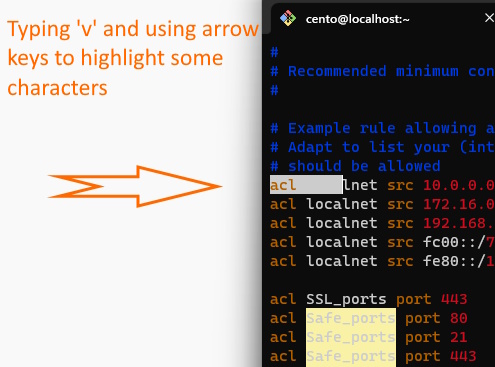 Typing 'v' and using arrow
keys to highlight some
characters
cento@localhost:~
#
# Recommended minimum con
#
# Example rule allowing a
# Adapt to list your (int
# should be allowed
acl     lnet src 10.0.0.0
acl localnet src 172.16.0
acl localnet src 192.168.
acl localnet src fc00::/7
acl localnet src fe80::/1
acl SSL_ports port 443
acl Safe_ports port 80
acl Safe_ports port 21
acl Safe_ports port 443